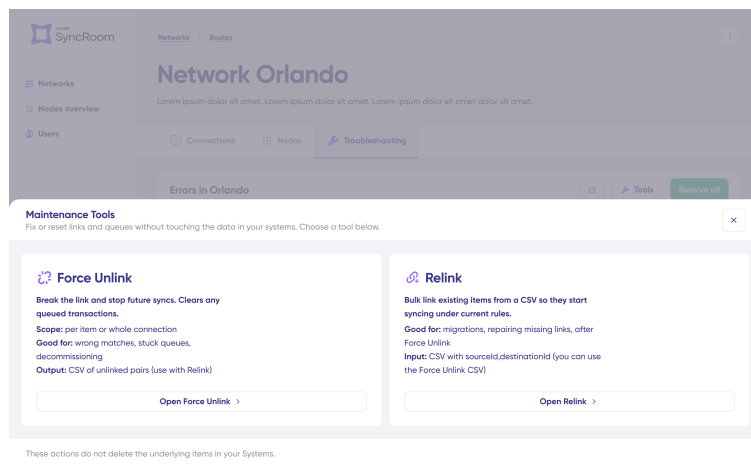 SyncRoom
Networks Rootes
Network Orlando
Lorem ipsum dolor sit amet. Lorem ipsum dolor sit amet. Lorem ipsum dolor sit amet dolor sit amet.
Networks
Nodes overview
Users
Connections Nodes Troubleshooting
Errors in Orlando Tools Resolve all
Maintenance Tools
Fix or reset links and queues without touching the data in your systems. Choose a tool below.
Force Unlink
Break the link and stop future syncs. Clears any
queued transactions.
Scope: per item or whole connection
Good for: wrong matches, stuck queues,
decommissioning
Output: CSV of unlinked pairs (use with Relink)
Open Force Unlink >
Relink
Bulk link existing items from a CSV so they start
syncing under current rules.
Good for: migrations, repairing missing links, after
Force Unlink
Input: CSV with sourceId,destinationId (you can use
the Force Unlink CSV)
Open Relink >
These actions do not delete the underlying items in your Systems.